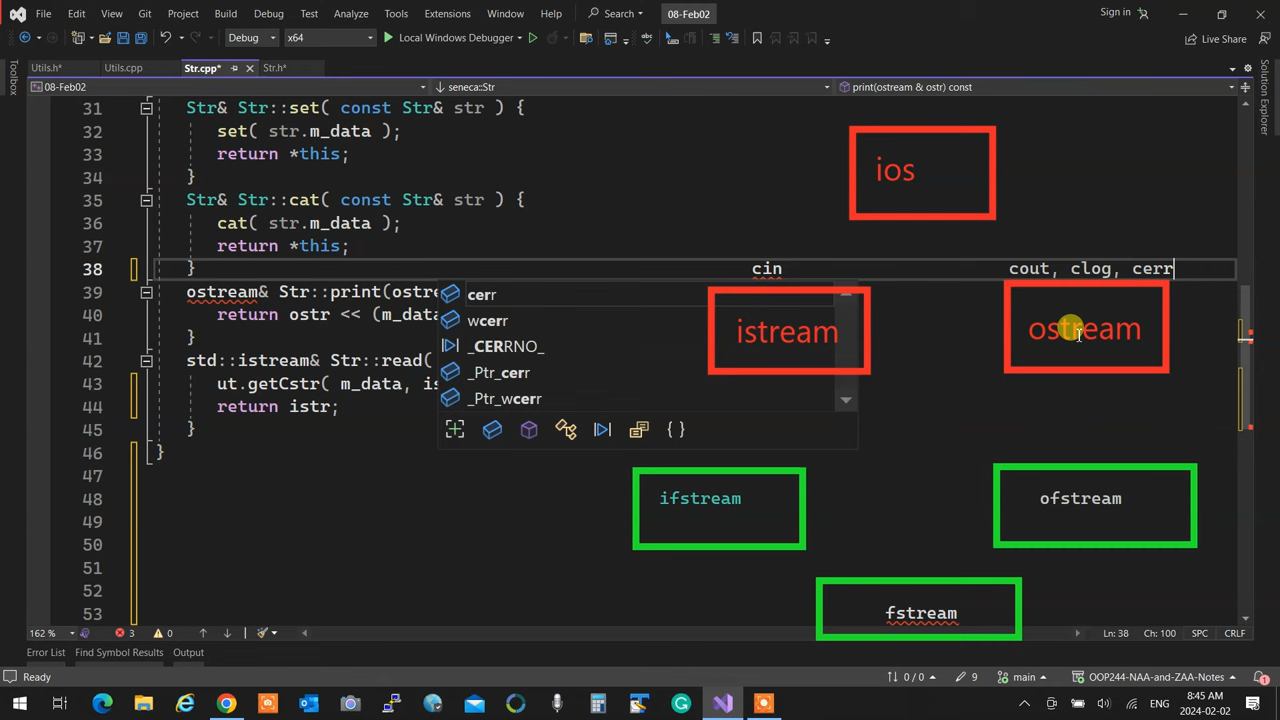 File Edit View Git Project Build Debug Test Analyze Tools Extensions Window Help Search 08-Feb02 Sign in
Debug x64 Local Windows Debugger Live Share
Toolbox
Utils.h* Utils.cpp Str.cpp* Str.h*
Solution Explorer
08-Feb02 seneca::Str print(ostream & ostr) const
31 Str& Str::set( const Str& str ) {
32 set( str.m_data );
33 return *this;
34 }
35 Str& Str::cat( const Str& str ) {
36 cat( str.m_data );
37 return *this;
38 } cin cout, clog, cerr
39 ostream& Str::print(ostre
40 return ostr << (m_data
41 }
42 std::istream& Str::read(
43 ut.getCstr( m_data, is
44 return istr;
45 }
46 }
47
48
49
50
51
52
53
ios
istream
ostream
cerr
wcerr
_CERRNO_
_Ptr_cerr
_Ptr_wcerr
{ }
ifstream
ofstream
fstream
162 % 3 0 Ln: 38 Ch: 100 SPC CRLF
Error List Find Symbol Results Output
Ready 0 / 0 9 main OOP244-NAA-and-ZAA-Notes 1
ENG 8:45 AM
2024-02-02